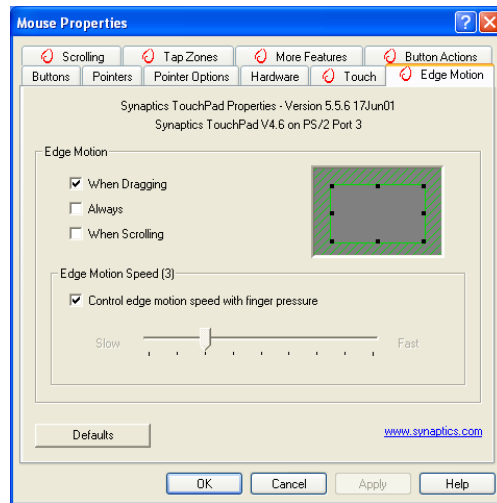 Mouse Properties
Scrolling Tap Zones More Features Button Actions
Buttons Pointers Pointer Options Hardware Touch Edge Motion
Synaptics TouchPad Properties - Version 5.5.6 17Jun01
Synaptics TouchPad V4.6 on PS/2 Port 3
Edge Motion
When Dragging
Always
When Scrolling
Edge Motion Speed (3)
Control edge motion speed with finger pressure
Slow Fast
Defaults www.synaptics.com
OK Cancel Apply Help